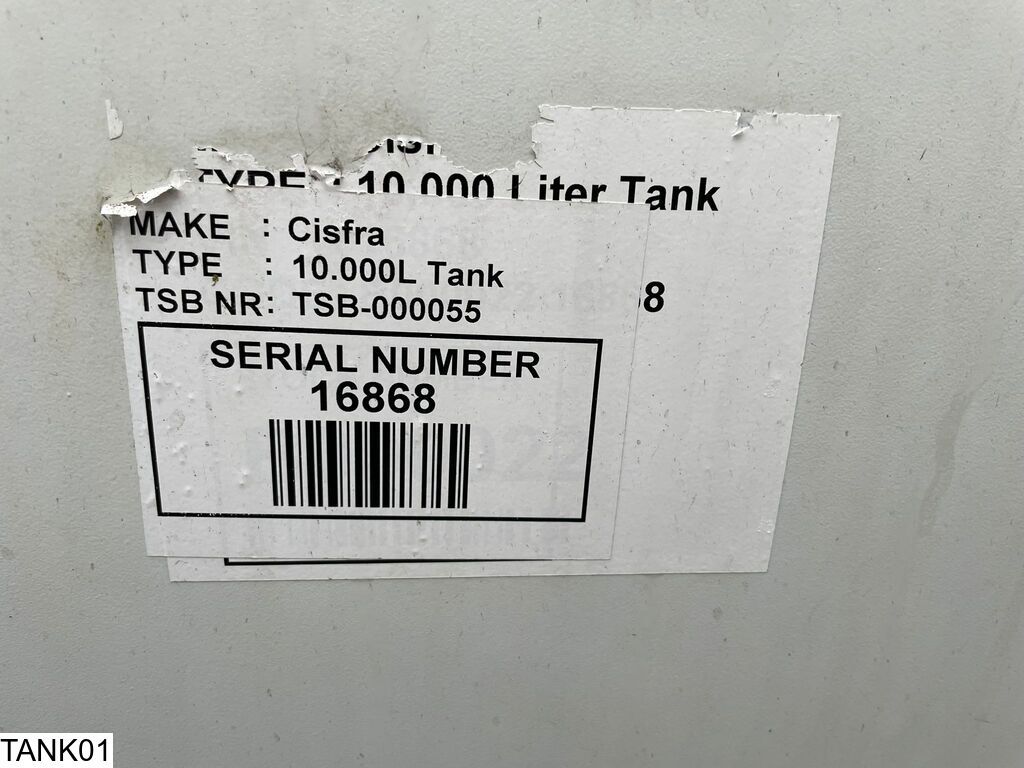 TYPE : 10.000 Liter Tank
MAKE : Cisfra
TYPE : 10.000L Tank
TSB NR: TSB-000055
SERIAL NUMBER
16868
TANK01